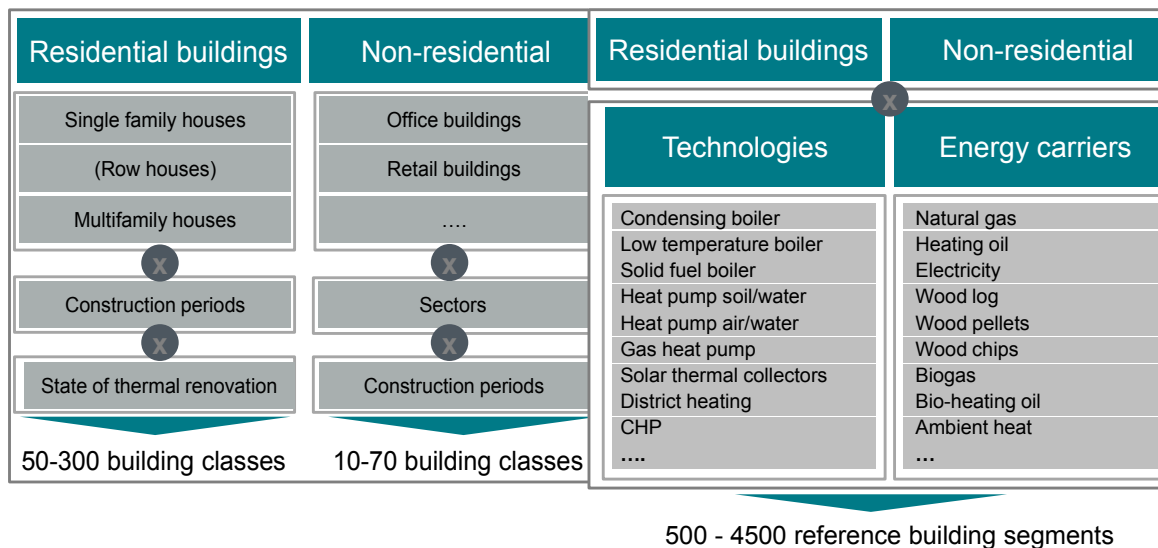 Residential buildings
Non-residential
Single family houses
(Row houses)
Multifamily houses
x
Construction periods
x
State of thermal renovation
50-300 building classes
Office buildings
Retail buildings
....
x
Sectors
x
Construction periods
10-70 building classes
Residential buildings
Non-residential
x
Technologies
Energy carriers
Condensing boiler
Low temperature boiler
Solid fuel boiler
Heat pump soil/water
Heat pump air/water
Gas heat pump
Solar thermal collectors
District heating
CHP
....
Natural gas
Heating oil
Electricity
Wood log
Wood pellets
Wood chips
Biogas
Bio-heating oil
Ambient heat
...
500 - 4500 reference building segments